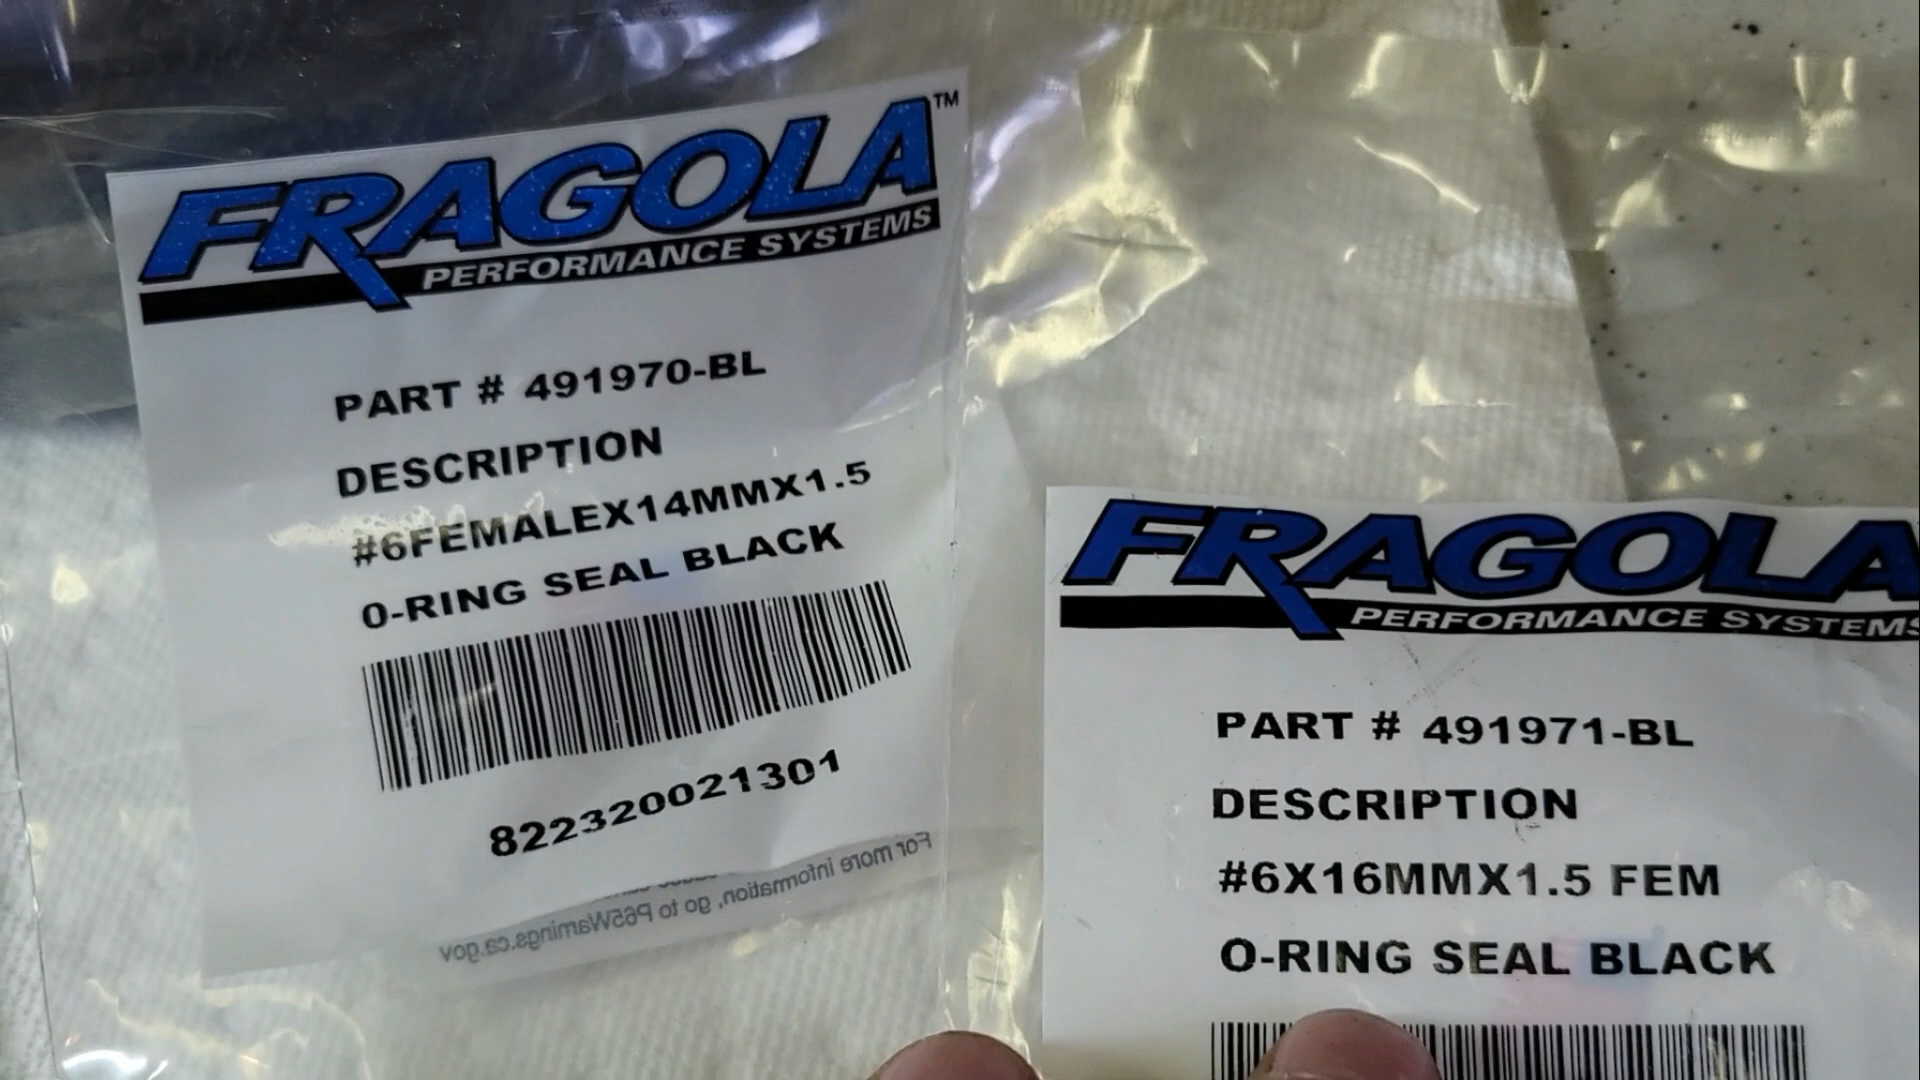 FRAGOLA™
PERFORMANCE SYSTEMS
PART # 491970-BL
DESCRIPTION
#6FEMALEX14MMX1.5
O-RING SEAL BLACK
822320021301
For more information, go to P65Warnings.ca.gov
FRAGOLA
PERFORMANCE SYSTEMS
PART # 491971-BL
DESCRIPTION
#6X16MMX1.5 FEM
O-RING SEAL BLACK